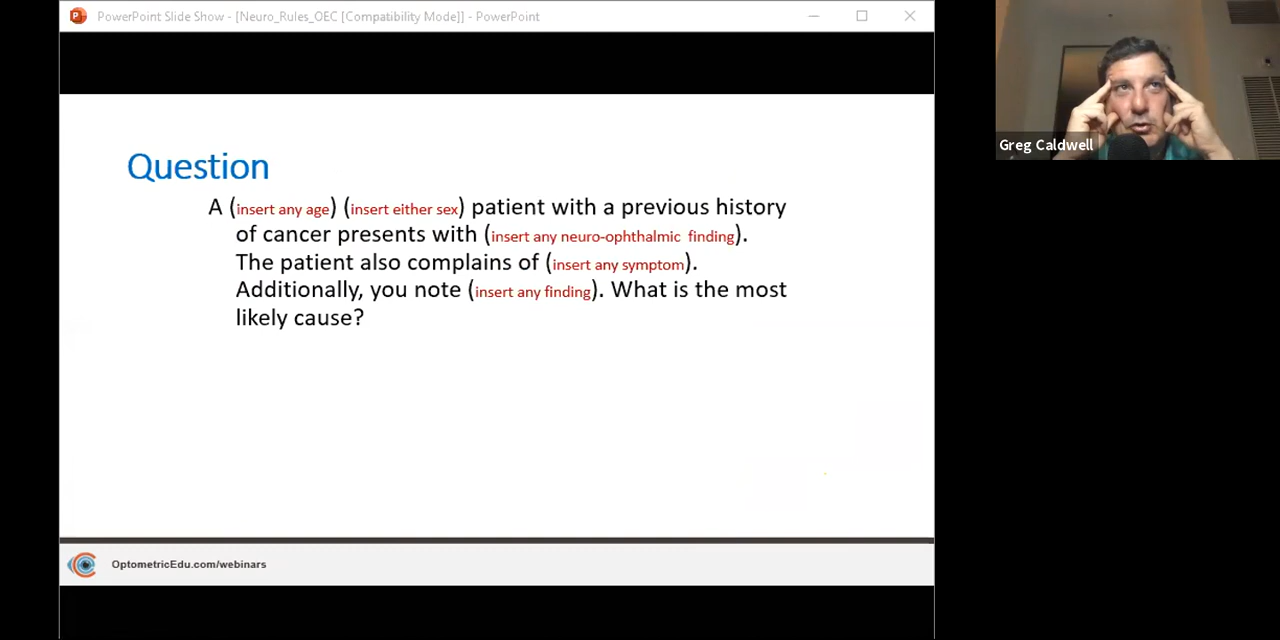 PowerPoint Slide Show - [Neuro_Rules_OEC [Compatibility Mode]] - PowerPoint
Greg Caldwell
Question
A (insert any age) (insert either sex) patient with a previous history
of cancer presents with (insert any neuro-ophthalmic finding).
The patient also complains of (insert any symptom).
Additionally, you note (insert any finding). What is the most
likely cause?
OptometricEdu.com/webinars